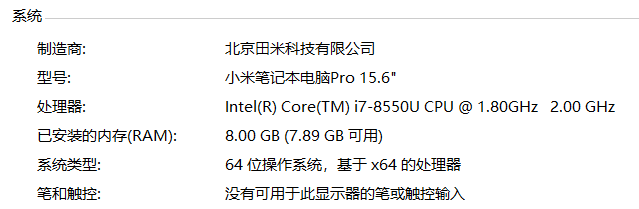 系统
制造商: 北京田米科技有限公司
型号: 小米笔记本电脑Pro 15.6"
处理器: Intel(R) Core(TM) i7-8550U CPU @ 1.80GHz 2.00 GHz
已安装的内存(RAM): 8.00 GB (7.89 GB 可用)
系统类型: 64 位操作系统，基于 x64 的处理器
笔和触控: 没有可用于此显示器的笔或触控输入